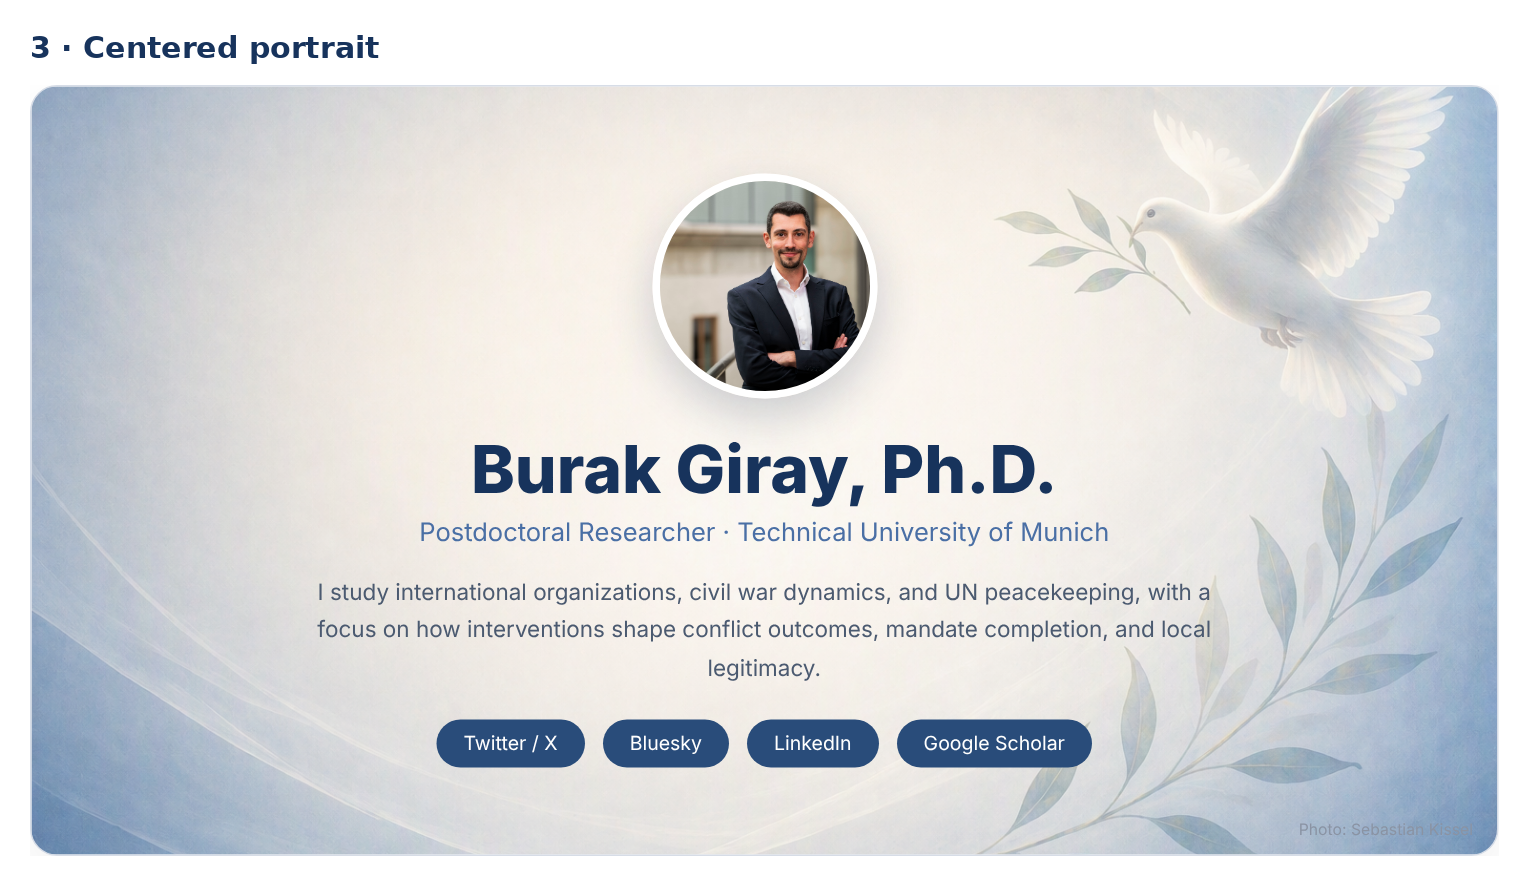 3 · Centered portrait
Burak Giray, Ph.D.
Postdoctoral Researcher · Technical University of Munich
I study international organizations, civil war dynamics, and UN peacekeeping, with a
focus on how interventions shape conflict outcomes, mandate completion, and local
legitimacy.
Twitter / X
Bluesky
LinkedIn
Google Scholar
Photo: Sebastian